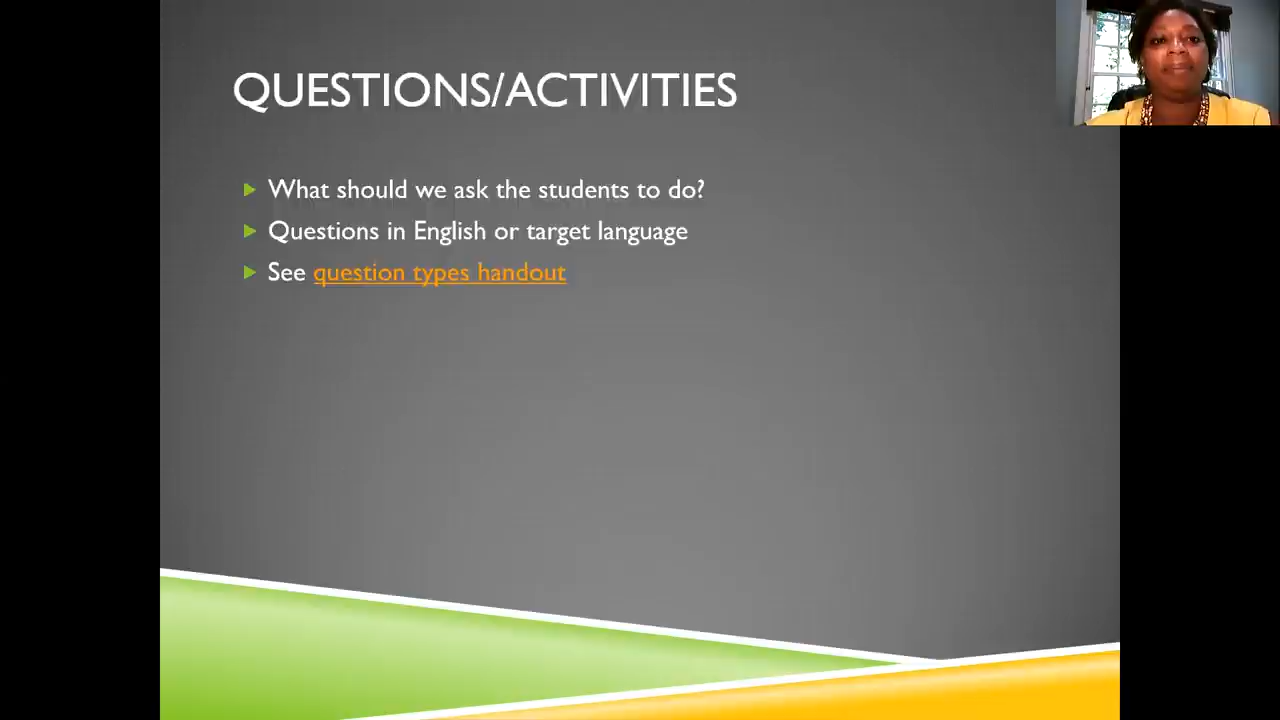 QUESTIONS/ACTIVITIES
What should we ask the students to do?
Questions in English or target language
See question types handout